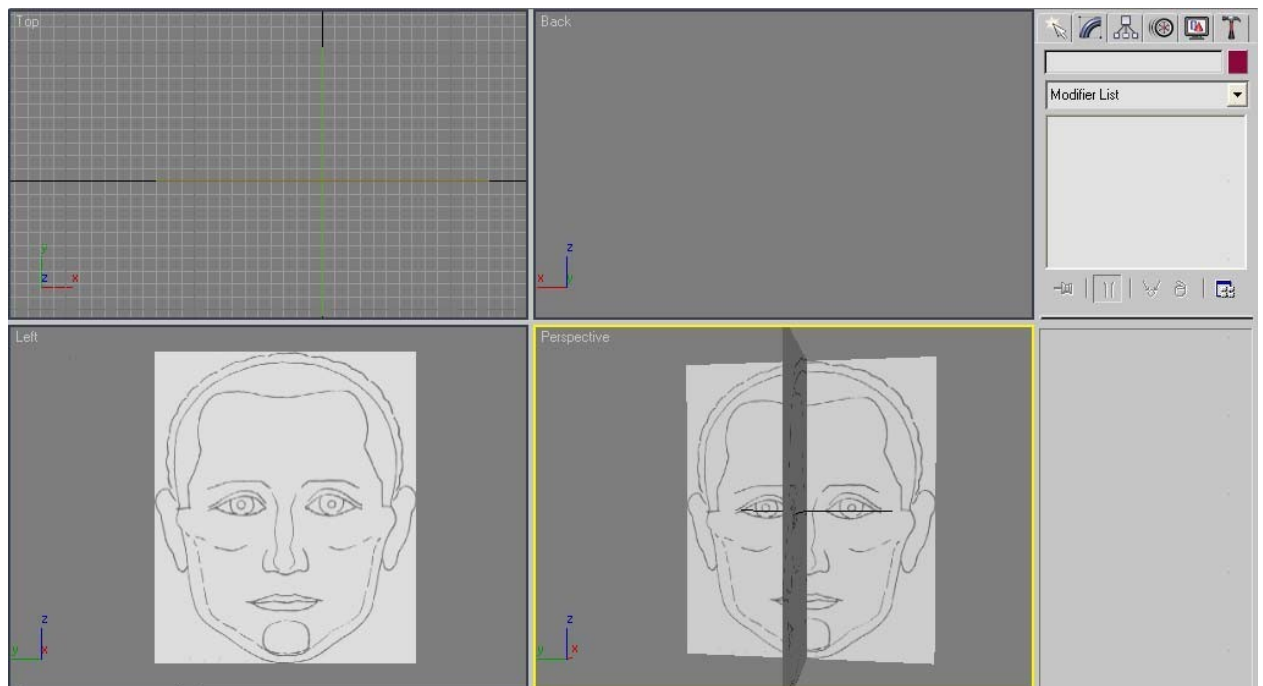 Top
Back
Modifier List
y
z x
z
x y
Left
Perspective
z
y x
z
y x